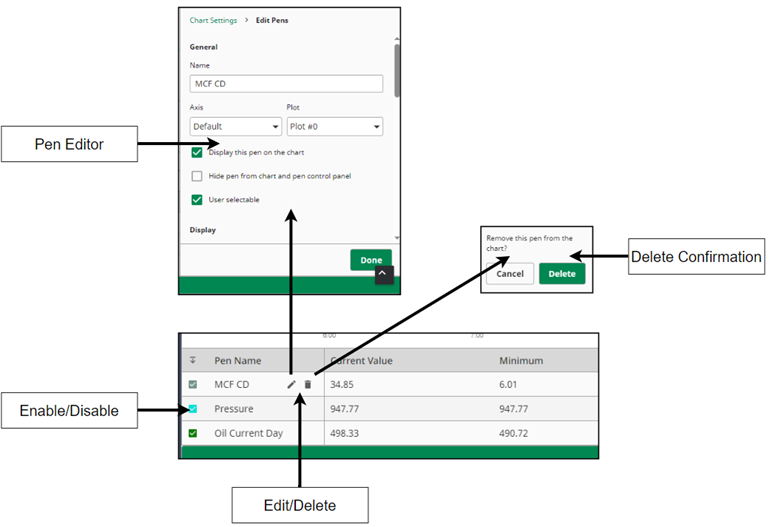 Chart Settings > Edit Pens
General
Name
MCF CD
Axis Plot
Default Plot #0
Pen Editor
Display this pen on the chart
Hide pen from chart and pen control panel
User selectable
Display
Done
Remove this pen from the
chart?
Cancel Delete
Delete Confirmation
6:00 7:00
Pen Name Current Value Minimum
MCF CD 34.85 6.01
Enable/Disable
Pressure 947.77 947.77
Oil Current Day 498.33 490.72
Edit/Delete